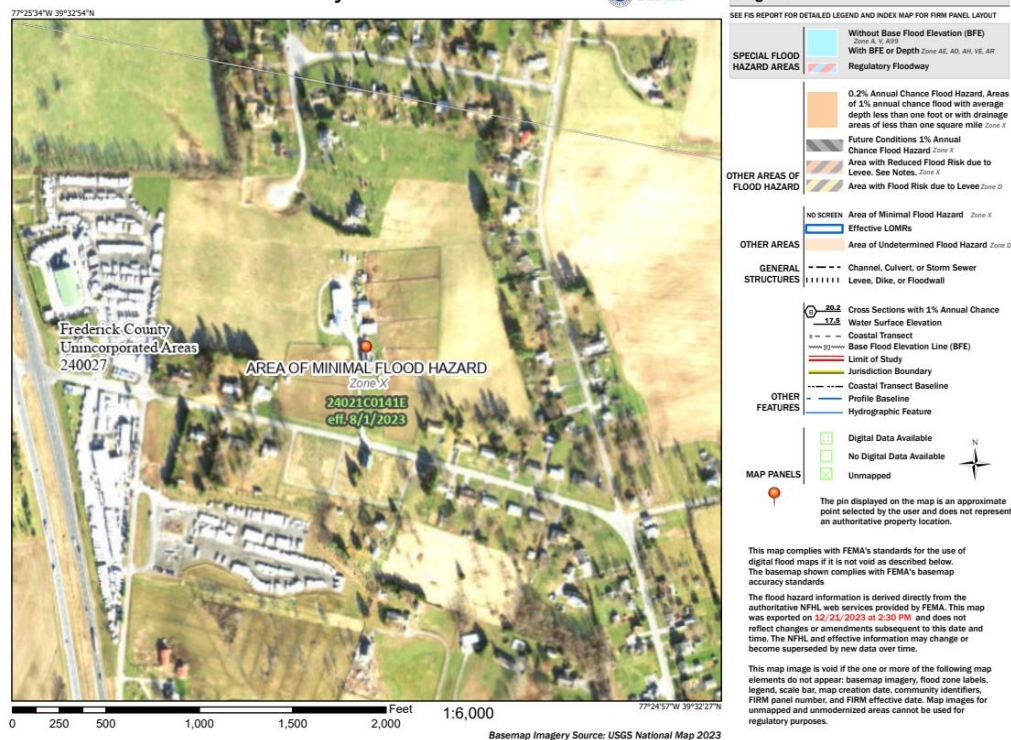 77°25'34"W 39°32'54"N
Frederick County
Unincorporated Areas
240027
AREA OF MINIMAL FLOOD HAZARD
Zone X
24021C0141E
eff. 8/1/2023
77°24'57"W 39°32'27"N
0 250 500 1,000 1,500 2,000 Feet
1:6,000
Basemap Imagery Source: USGS National Map 2023
SEE FIS REPORT FOR DETAILED LEGEND AND INDEX MAP FOR FIRM PANEL LAYOUT
SPECIAL FLOOD
HAZARD AREAS
Without Base Flood Elevation (BFE)
Zone A, V, A99
With BFE or Depth Zone AE, AO, AH, VE, AR
Regulatory Floodway
OTHER AREAS OF
FLOOD HAZARD
0.2% Annual Chance Flood Hazard, Areas
of 1% annual chance flood with average
depth less than one foot or with drainage
areas of less than one square mile Zone X
Future Conditions 1% Annual
Chance Flood Hazard Zone X
Area with Reduced Flood Risk due to
Levee. See Notes. Zone X
Area with Flood Risk due to Levee Zone D
OTHER AREAS
NO SCREEN Area of Minimal Flood Hazard Zone X
Effective LOMRs
Area of Undetermined Flood Hazard Zone D
GENERAL
STRUCTURES
Channel, Culvert, or Storm Sewer
Levee, Dike, or Floodwall
OTHER
FEATURES
20.2 Cross Sections with 1% Annual Chance
17.5 Water Surface Elevation
Coastal Transect
Base Flood Elevation Line (BFE)
Limit of Study
Jurisdiction Boundary
Coastal Transect Baseline
Profile Baseline
Hydrographic Feature
MAP PANELS
Digital Data Available
No Digital Data Available
Unmapped
N
The pin displayed on the map is an approximate
point selected by the user and does not represent
an authoritative property location.
This map complies with FEMA's standards for the use of
digital flood maps if it is not void as described below.
The basemap shown complies with FEMA's basemap
accuracy standards
The flood hazard information is derived directly from the
authoritative NFHL web services provided by FEMA. This map
was exported on 12/21/2023 at 2:30 PM and does not
reflect changes or amendments subsequent to this date and
time. The NFHL and effective information may change or
become superseded by new data over time.
This map image is void if the one or more of the following map
elements do not appear: basemap imagery, flood zone labels,
legend, scale bar, map creation date, community identifiers,
FIRM panel number, and FIRM effective date. Map images for
unmapped and unmodernized areas cannot be used for
regulatory purposes.